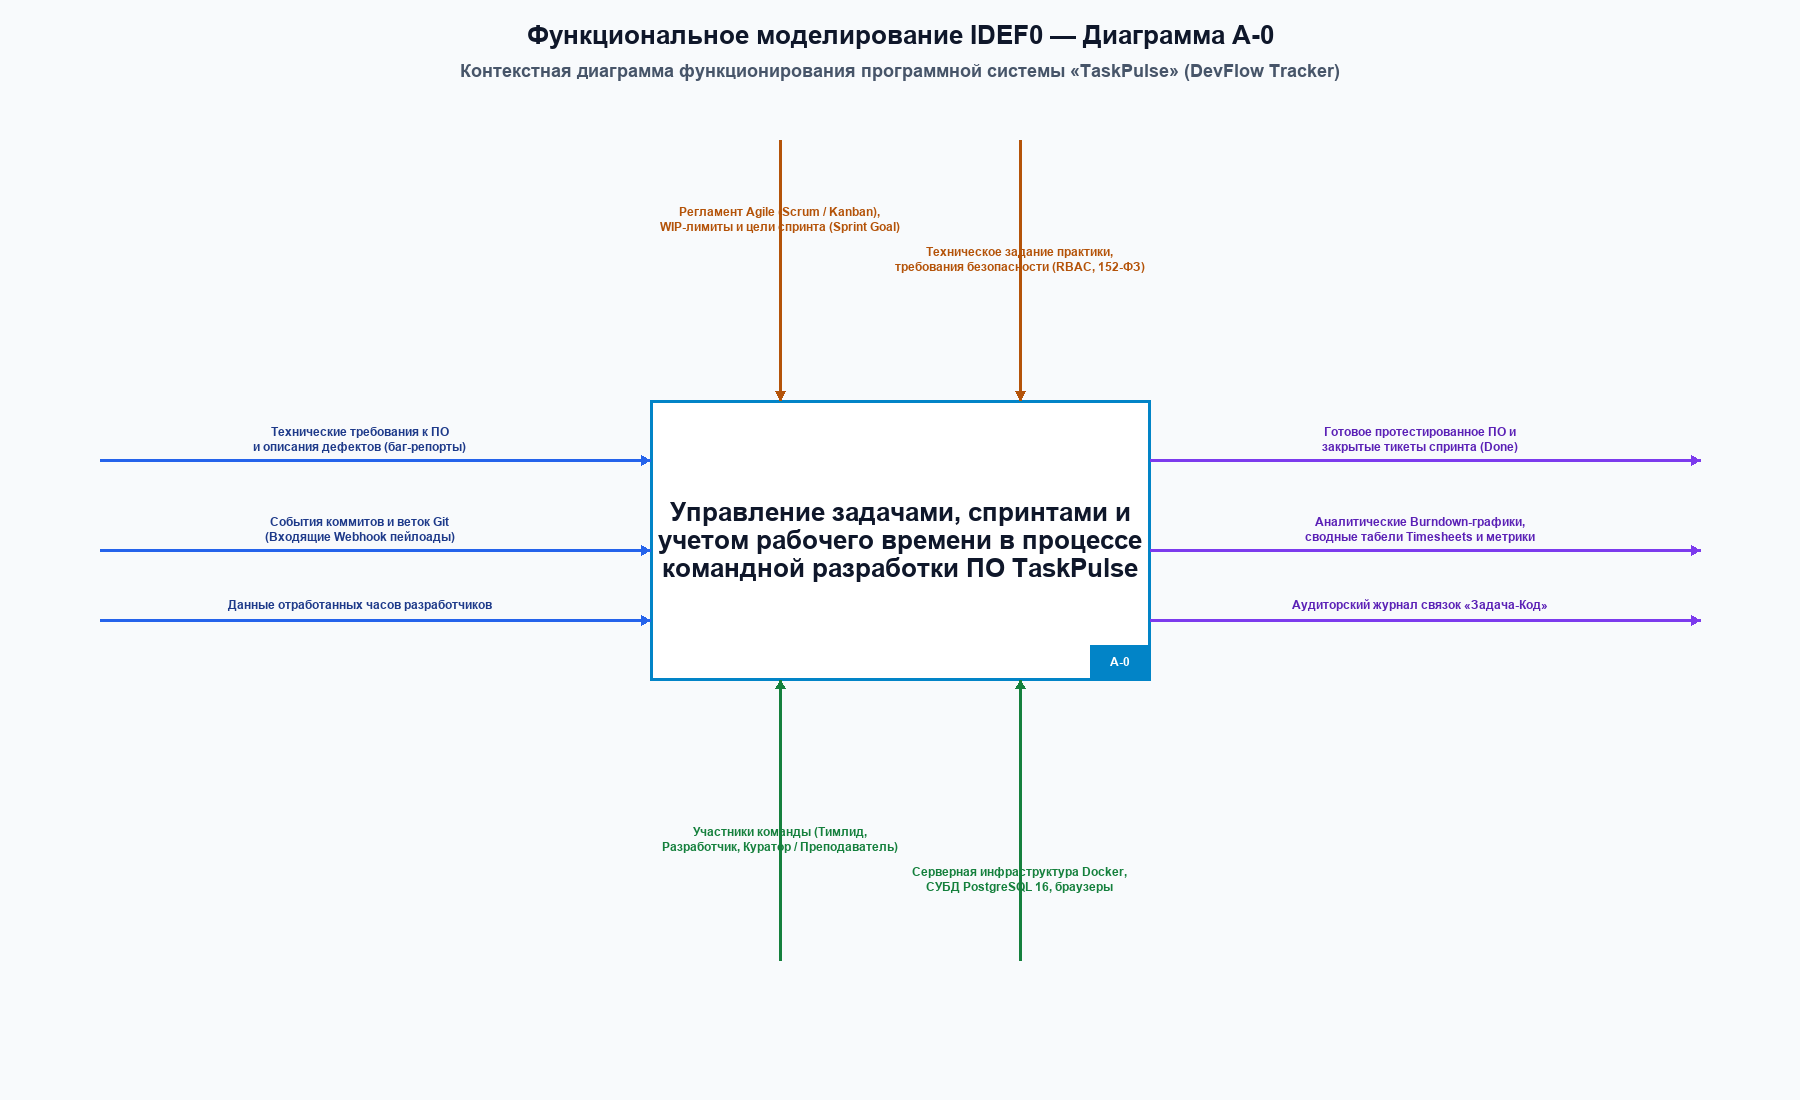 Функциональное моделирование IDEF0 — Диаграмма A-0
Контекстная диаграмма функционирования программной системы «TaskPulse» (DevFlow Tracker)
Регламент Agile (Scrum / Kanban),
WIP-лимиты и цели спринта (Sprint Goal)
Техническое задание практики,
требования безопасности (RBAC, 152-ФЗ)
Технические требования к ПО
и описания дефектов (баг-репорты)
События коммитов и веток Git
(Входящие Webhook пейлоады)
Данные отработанных часов разработчиков
Управление задачами, спринтами и
учетом рабочего времени в процессе
командной разработки ПО TaskPulse
A-0
Готовое протестированное ПО и
закрытые тикеты спринта (Done)
Аналитические Burndown-графики,
сводные табели Timesheets и метрики
Аудиторский журнал связок «Задача-Код»
Участники команды (Тимлид,
Разработчик, Куратор / Преподаватель)
Серверная инфраструктура Docker,
СУБД PostgreSQL 16, браузеры